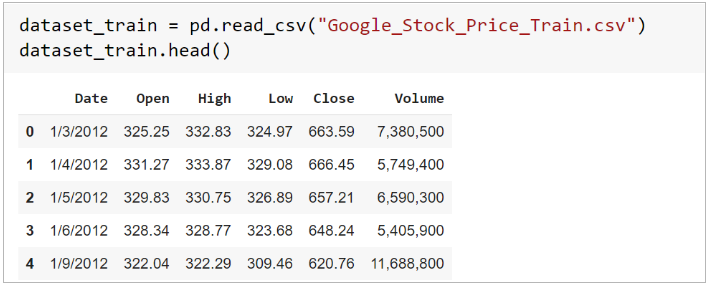 dataset_train = pd.read_csv("Google_Stock_Price_Train.csv")
dataset_train.head()
Date Open High Low Close Volume
0 1/3/2012 325.25 332.83 324.97 663.59 7,380,500
1 1/4/2012 331.27 333.87 329.08 666.45 5,749,400
2 1/5/2012 329.83 330.75 326.89 657.21 6,590,300
3 1/6/2012 328.34 328.77 323.68 648.24 5,405,900
4 1/9/2012 322.04 322.29 309.46 620.76 11,688,800